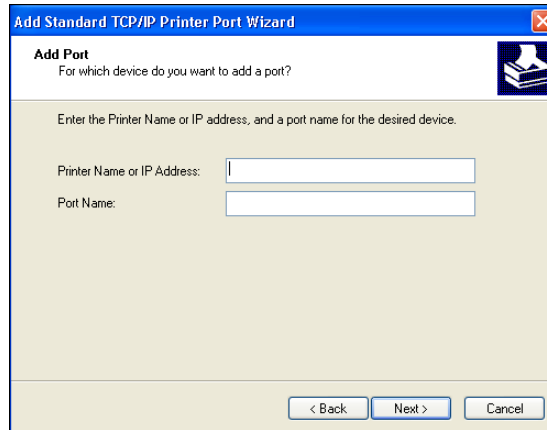 Add Standard TCP/IP Printer Port Wizard
Add Port
For which device do you want to add a port?
Enter the Printer Name or IP address, and a port name for the desired device.
Printer Name or IP Address:
Port Name:
< Back Next > Cancel